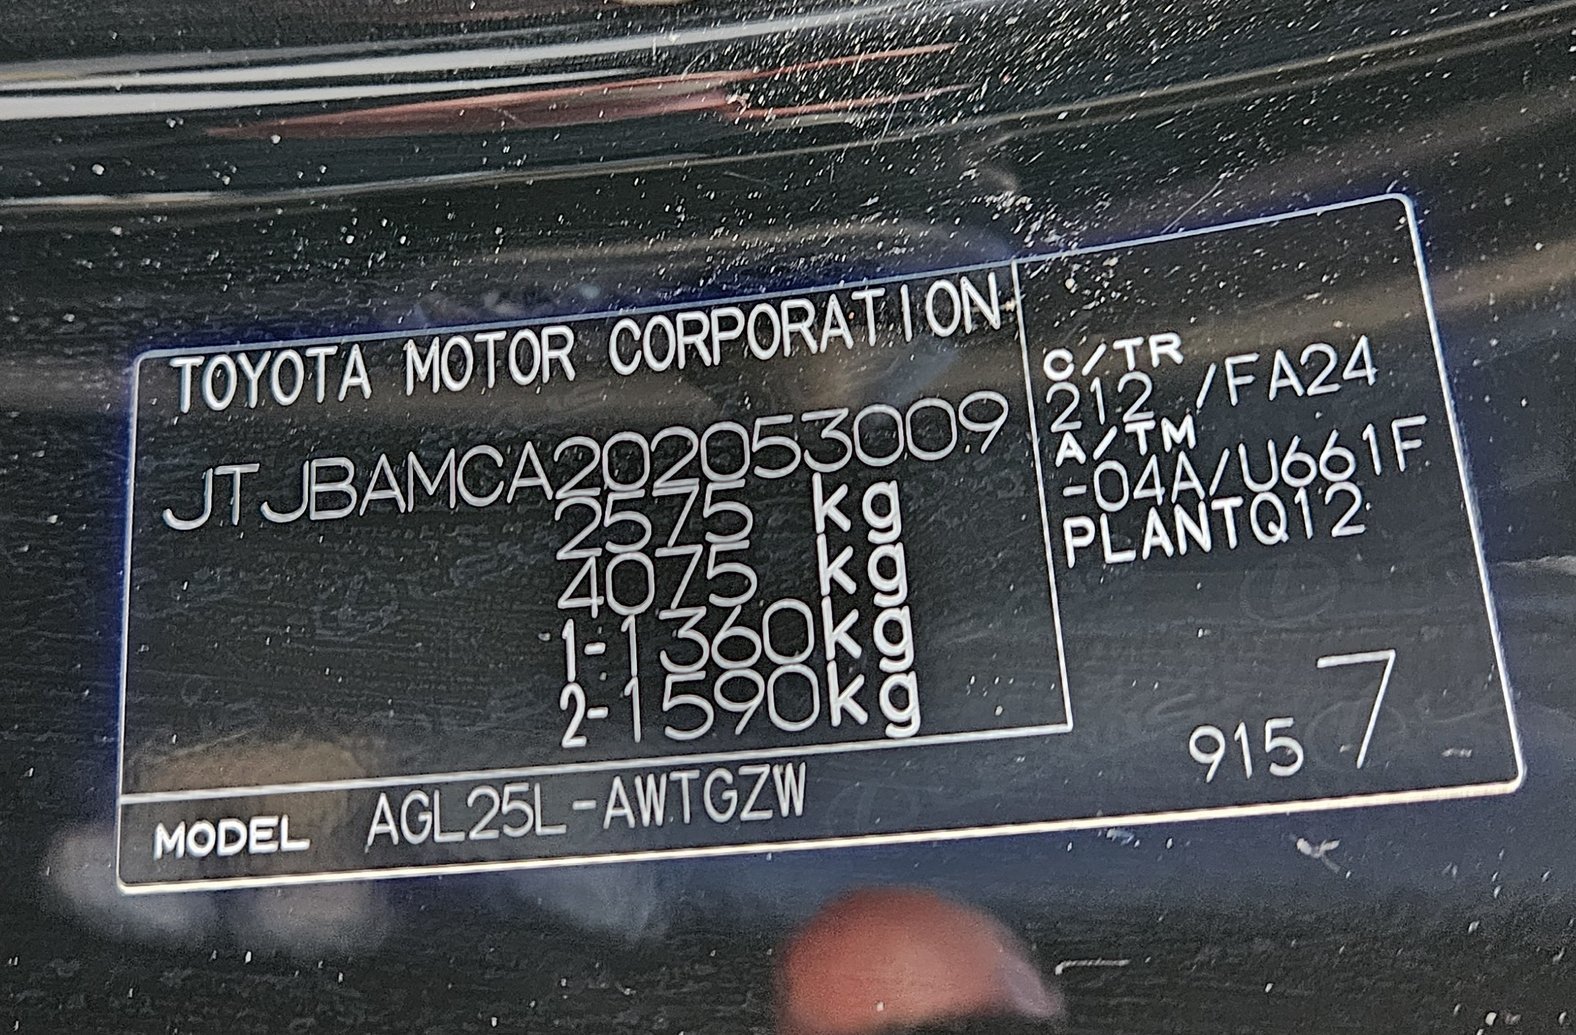 TOYOTA MOTOR CORPORATION
JTJBAMCA202053009
2575 kg
4075 kg
1-1360kg
2-1590kg
C/TR
212 /FA24
A/TM
-04A/U661F
PLANTQ12
915 7
MODEL AGL25L-AWTGZW